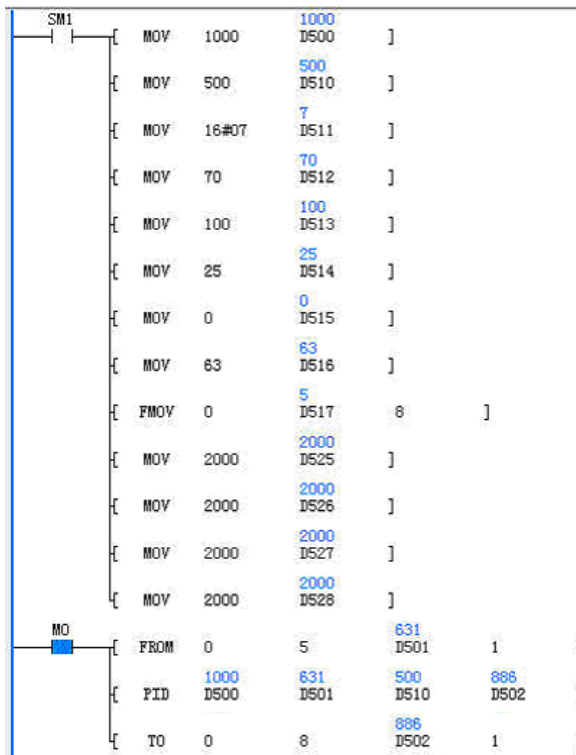 SM1
1000
[ MOV 1000 D500 ]
500
[ MOV 500 D510 ]
7
[ MOV 16#07 D511 ]
70
[ MOV 70 D512 ]
100
[ MOV 100 D513 ]
25
[ MOV 25 D514 ]
0
[ MOV 0 D515 ]
63
[ MOV 63 D516 ]
5
[ FMOV 0 D517 8 ]
2000
[ MOV 2000 D525 ]
2000
[ MOV 2000 D526 ]
2000
[ MOV 2000 D527 ]
2000
[ MOV 2000 D528 ]
M0
631
[ FROM 0 5 D501 1
1000 631 500 886
[ PID D500 D501 D510 D502
886
[ TO 0 8 D502 1